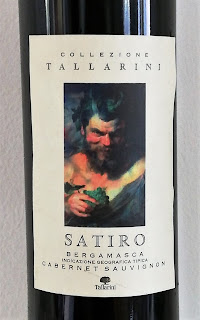 COLLEZIONE
TALLARINI
SATIRO
BERGAMASCA
INDICAZIONE GEOGRAFICA TIPICA
CABERNET SAUVIGNON
Tallarini